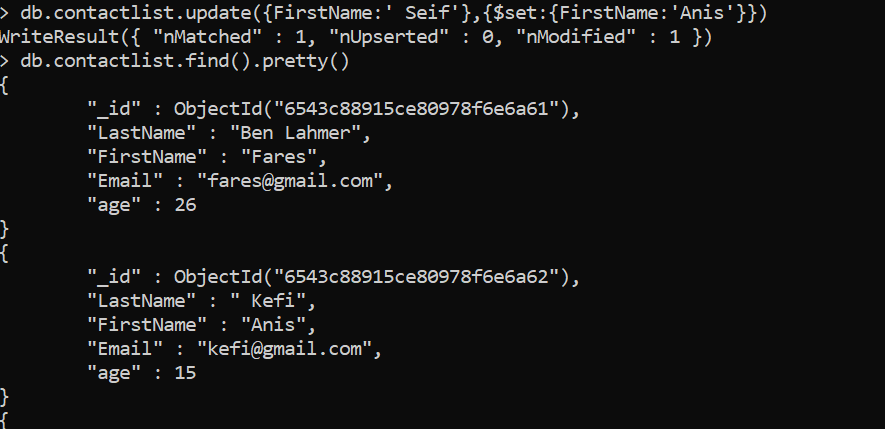 > db.contactlist.update({FirstName:' Seif'},{$set:{FirstName:'Anis'}})
WriteResult({ "nMatched" : 1, "nUpserted" : 0, "nModified" : 1 })
> db.contactlist.find().pretty()
{
        "_id" : ObjectId("6543c88915ce80978f6e6a61"),
        "LastName" : "Ben Lahmer",
        "FirstName" : "Fares",
        "Email" : "fares@gmail.com",
        "age" : 26
}
{
        "_id" : ObjectId("6543c88915ce80978f6e6a62"),
        "LastName" : " Kefi",
        "FirstName" : "Anis",
        "Email" : "kefi@gmail.com",
        "age" : 15
}
{